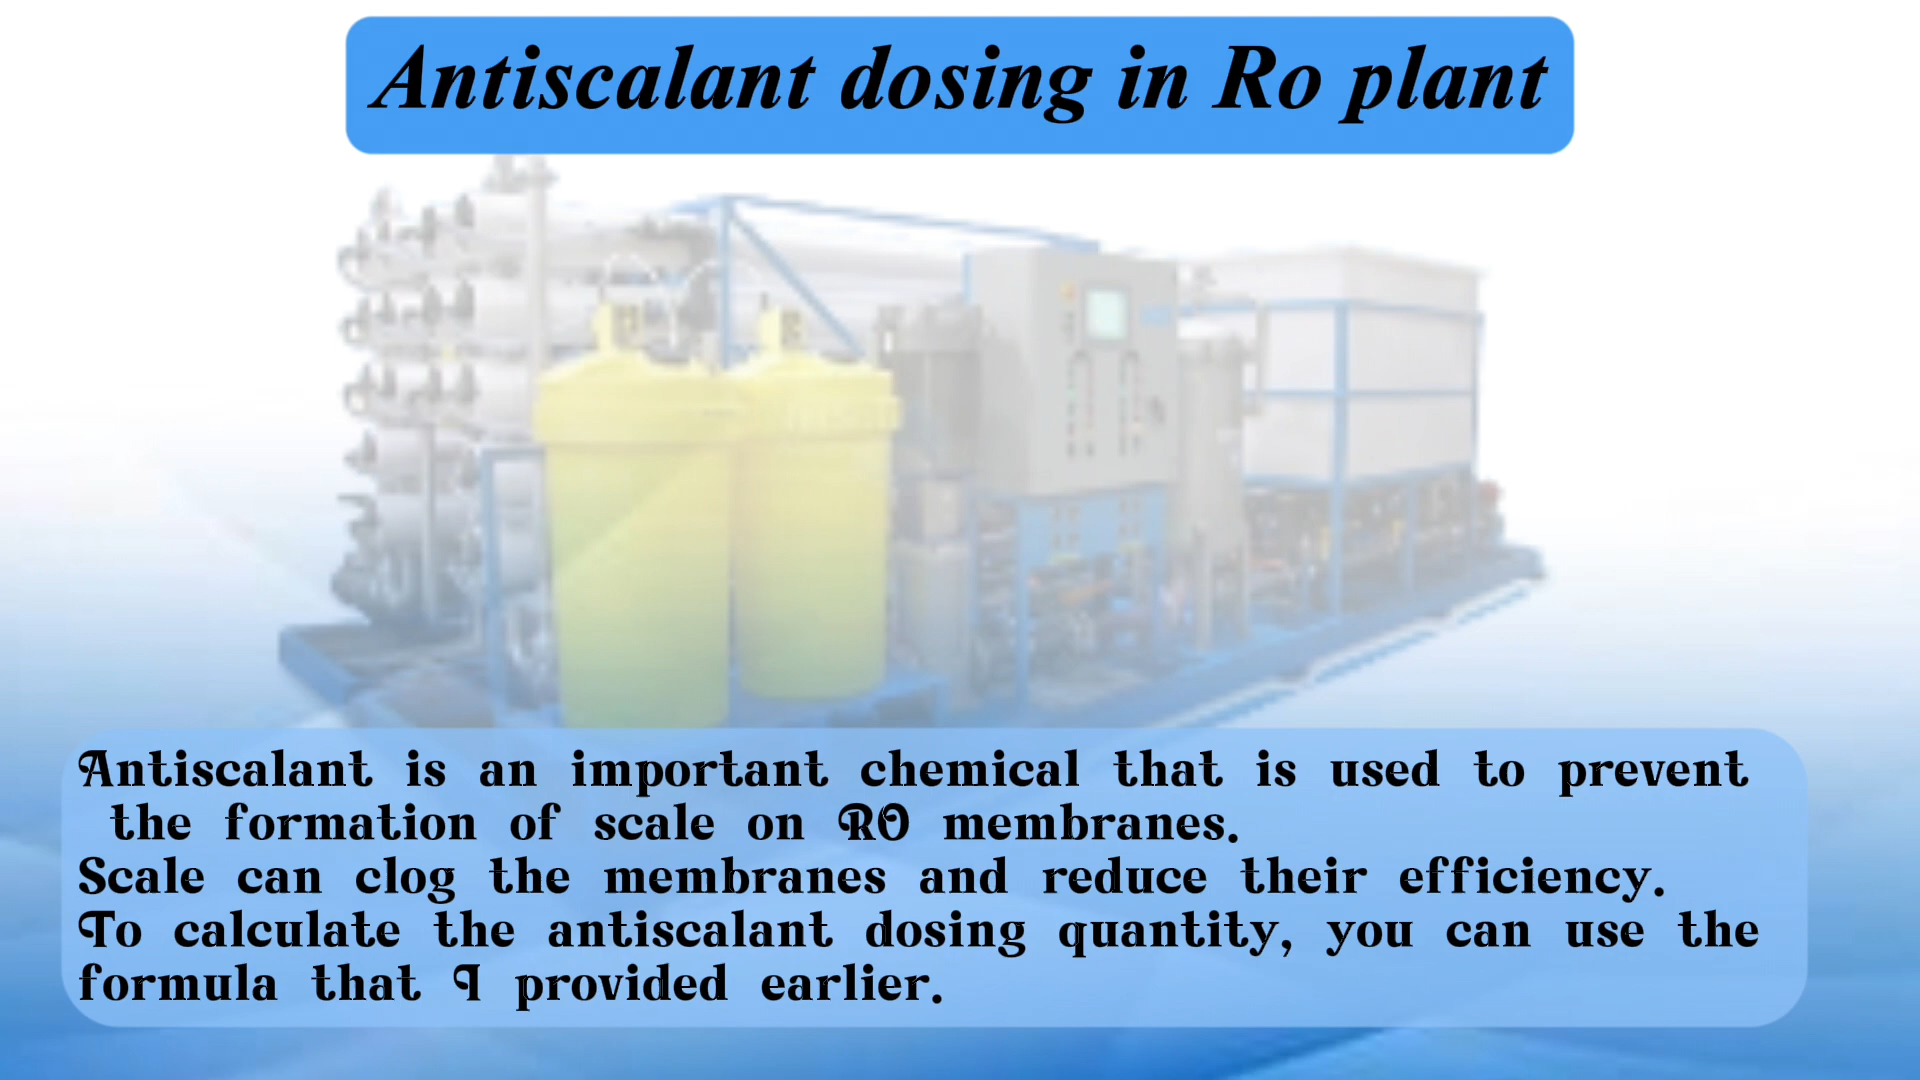 Antiscalant dosing in Ro plant
Antiscalant is an important chemical that is used to prevent
the formation of scale on RO membranes.
Scale can clog the membranes and reduce their efficiency.
To calculate the antiscalant dosing quantity, you can use the
formula that I provided earlier.